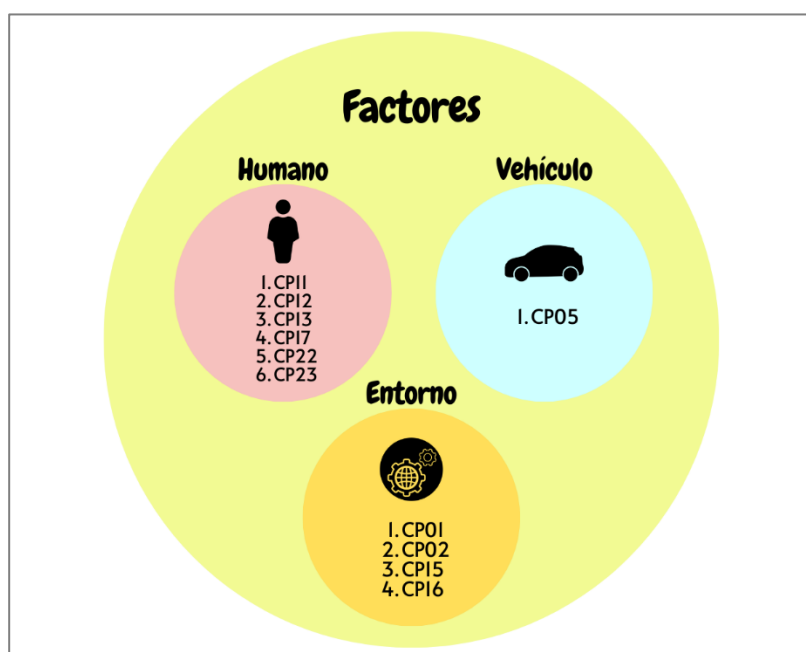 Factores
Humano
1. CP11
2. CP12
3. CP13
4. CP17
5. CP22
6. CP23
Vehículo
1. CP05
Entorno
1. CP01
2. CP02
3. CP15
4. CP16